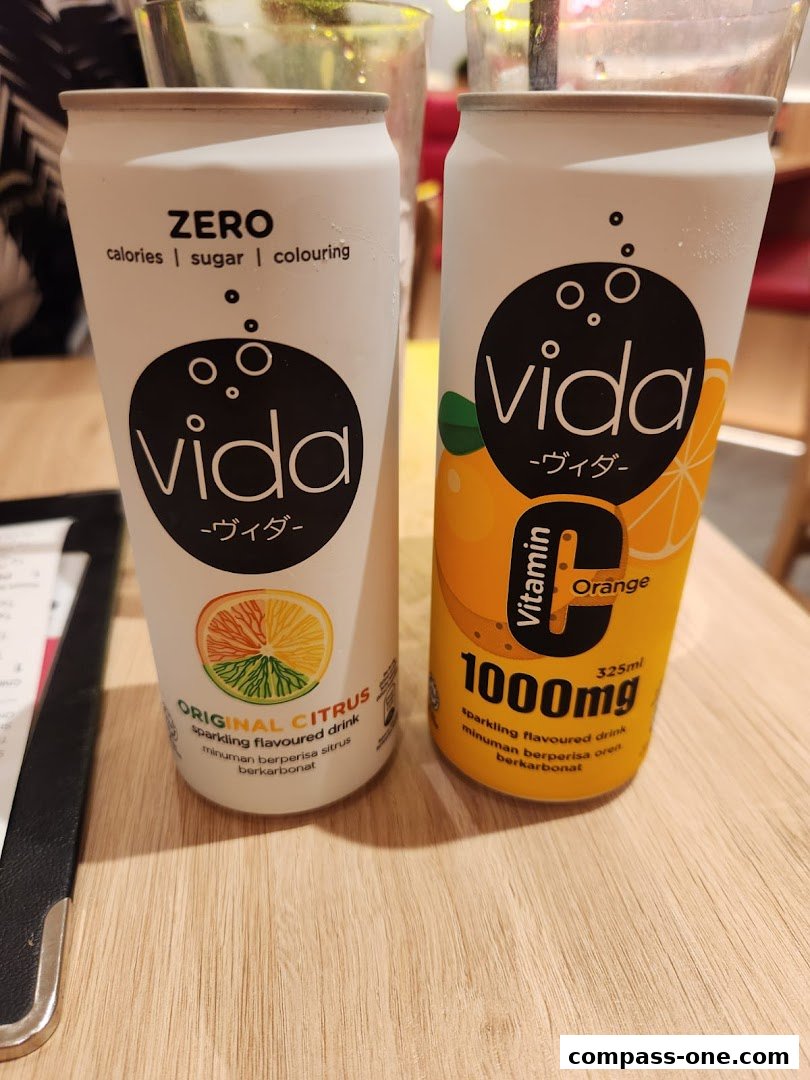 ZERO
calories | sugar | colouring
vida
-ヴィダ-
ORIGINAL CITRUS
sparkling flavoured drink
minuman berperisa sitrus
berkarbonat
vida
-ヴィダ-
Vitamin
C
Orange
325ml
1000mg
sparkling flavoured drink
minuman berperisa oren
berkarbonat
compass-one.com